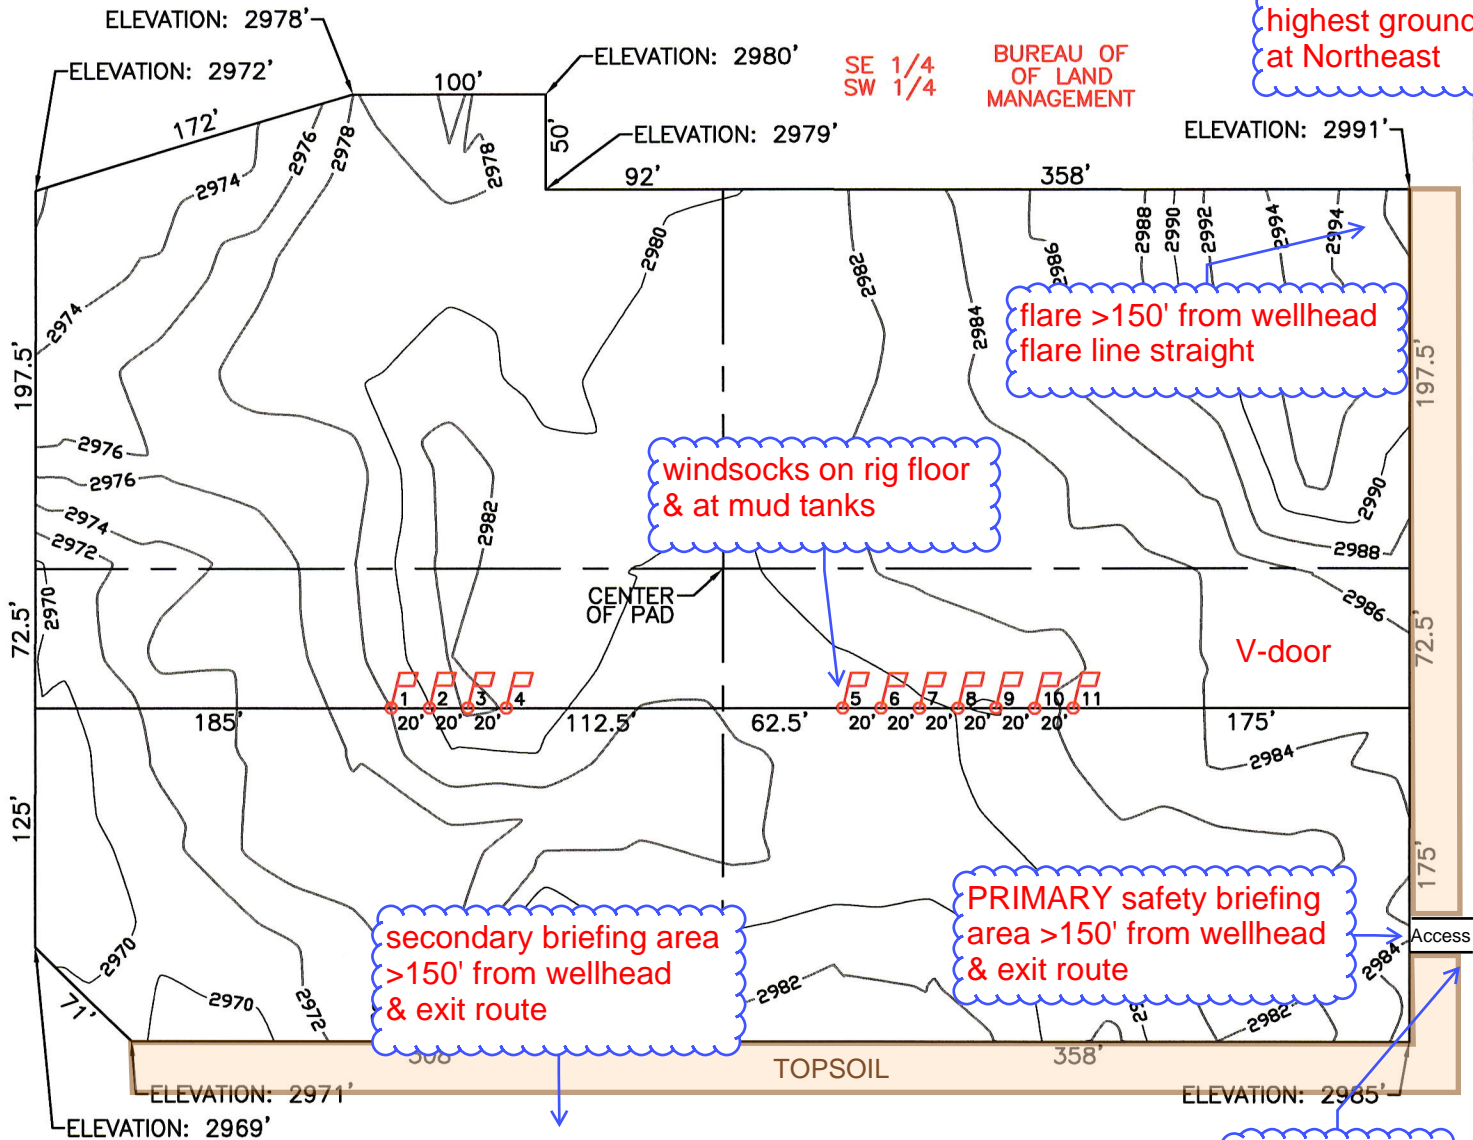 ELEVATION: 2978'
ELEVATION: 2972'
ELEVATION: 2980'
SE 1/4
SW 1/4
BUREAU OF
OF LAND
MANAGEMENT
highest ground
at Northeast
100'
172'
50'
ELEVATION: 2979'
ELEVATION: 2991'
92'
358'
2976
2978
2978
2974
2980
2982
2986
2988
2990
2992
2994
2994
2974
2984
flare >150' from wellhead
flare line straight
197.5'
197.5'
2976
2976
2974
2972
2982
windsocks on rig floor
& at mud tanks
2990
2988
2986
2970
72.5'
CENTER
OF PAD
72.5'
V-door
1 2 3 4 5 6 7 8 9 10 11
185' 20' 20' 20' 112.5' 62.5' 20' 20' 20' 20' 20' 20' 175'
2984
125'
175'
secondary briefing area
>150' from wellhead
& exit route
PRIMARY safety briefing
area >150' from wellhead
& exit route
Access
2970
2970
2972
2982
2982
2984
71'
308'
TOPSOIL
358'
ELEVATION: 2971'
ELEVATION: 2985'
ELEVATION: 2969'